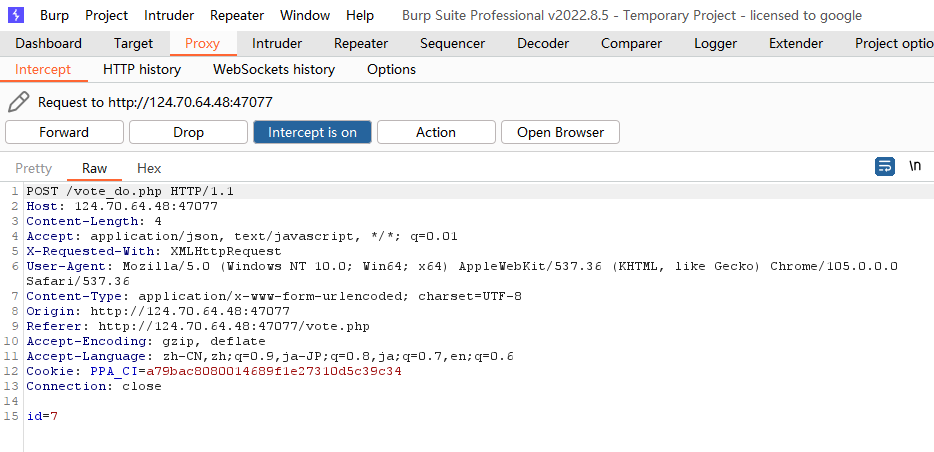 Burp Project Intruder Repeater Window Help Burp Suite Professional v2022.8.5 - Temporary Project - licensed to google
Dashboard Target Proxy Intruder Repeater Sequencer Decoder Comparer Logger Extender Project optio
Intercept HTTP history WebSockets history Options
Request to http://124.70.64.48:47077
Forward Drop Intercept is on Action Open Browser
Pretty Raw Hex \n
1 POST /vote_do.php HTTP/1.1
2 Host: 124.70.64.48:47077
3 Content-Length: 4
4 Accept: application/json, text/javascript, */*; q=0.01
5 X-Requested-With: XMLHttpRequest
6 User-Agent: Mozilla/5.0 (Windows NT 10.0; Win64; x64) AppleWebKit/537.36 (KHTML, like Gecko) Chrome/105.0.0.0
Safari/537.36
7 Content-Type: application/x-www-form-urlencoded; charset=UTF-8
8 Origin: http://124.70.64.48:47077
9 Referer: http://124.70.64.48:47077/vote.php
10 Accept-Encoding: gzip, deflate
11 Accept-Language: zh-CN,zh;q=0.9,ja-JP;q=0.8,ja;q=0.7,en;q=0.6
12 Cookie: PPA_CI=a79bac8080014689f1e27310d5c39c34
13 Connection: close
14
15 id=7